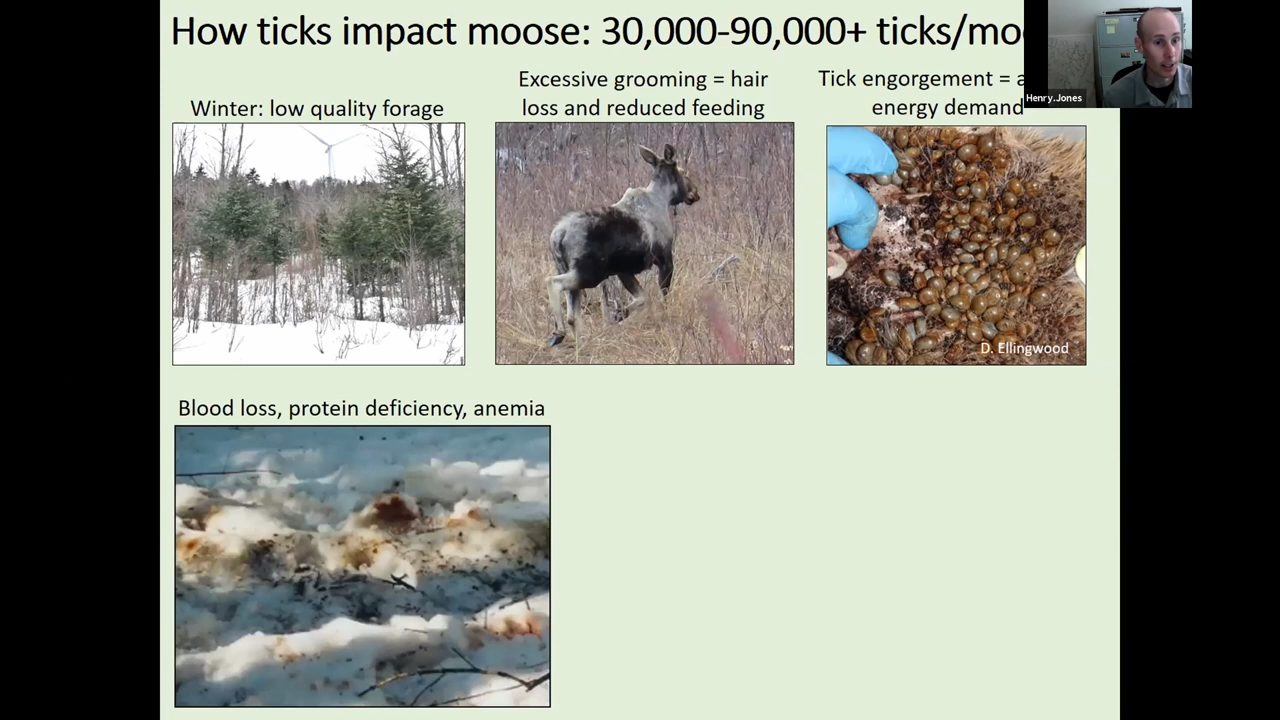 How ticks impact moose: 30,000-90,000+ ticks/mo
Henry.Jones
Winter: low quality forage
Excessive grooming = hair
loss and reduced feeding
Tick engorgement =
energy demand
D. Ellingwood
Blood loss, protein deficiency, anemia